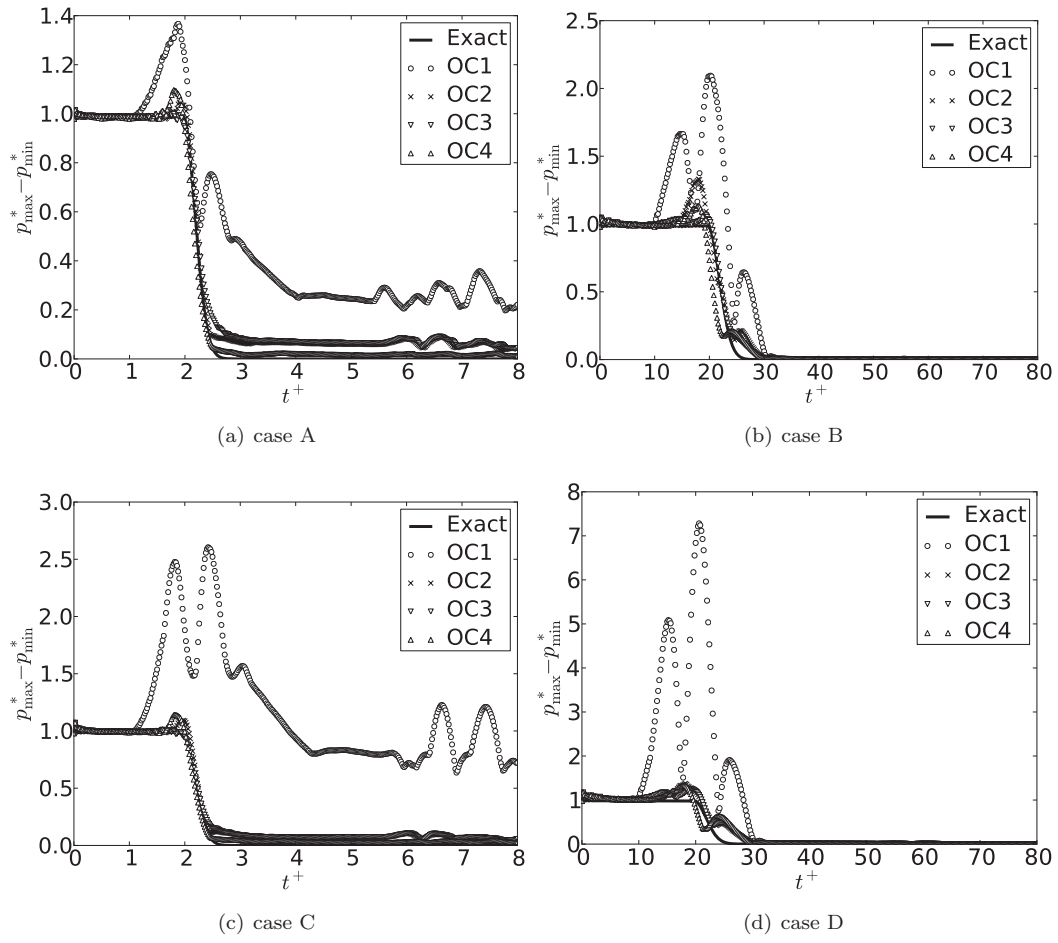 1.4
1.2
1.0
0.8
0.6
0.4
0.2
0.0
0 1 2 3 4 5 6 7 8
p*max−p*min
t+
Exact
OC1
OC2
OC3
OC4
(a) case A
2.5
2.0
1.5
1.0
0.5
0.0
0 10 20 30 40 50 60 70 80
p*max−p*min
t+
Exact
OC1
OC2
OC3
OC4
(b) case B
3.0
2.5
2.0
1.5
1.0
0.5
0.0
0 1 2 3 4 5 6 7 8
p*max−p*min
t+
Exact
OC1
OC2
OC3
OC4
(c) case C
8
7
6
5
4
3
2
1
0
0 10 20 30 40 50 60 70 80
p*max−p*min
t+
Exact
OC1
OC2
OC3
OC4
(d) case D